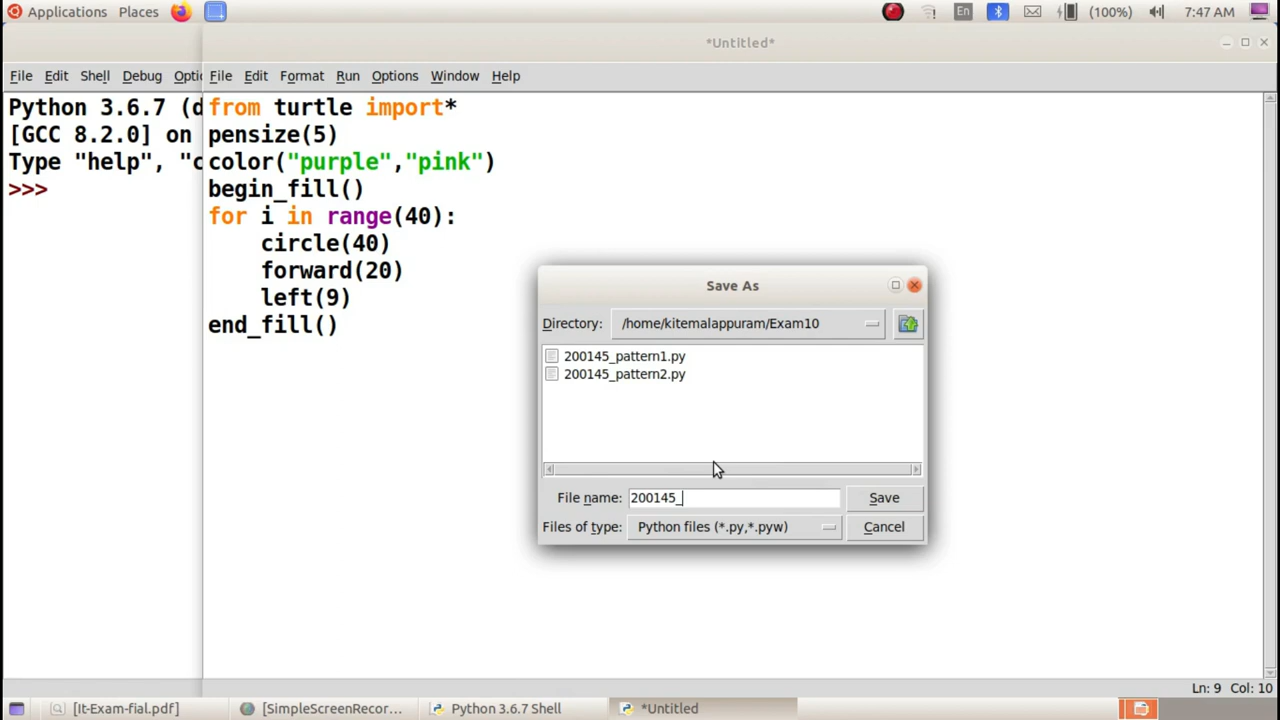 Applications Places En (100%) 7:47 AM
*Untitled*
File Edit Shell Debug Optio
File Edit Format Run Options Window Help
Python 3.6.7 (d
[GCC 8.2.0] on
Type "help", "c
>>>
from turtle import*
pensize(5)
color("purple","pink")
begin_fill()
for i in range(40):
circle(40)
forward(20)
left(9)
end_fill()
Save As
Directory: /home/kitemalappuram/Exam10
200145_pattern1.py
200145_pattern2.py
File name: 200145_ Save
Files of type: Python files (*.py,*.pyw) Cancel
Ln: 9 Col: 10
[It-Exam-fial.pdf] [SimpleScreenRecor... Python 3.6.7 Shell *Untitled